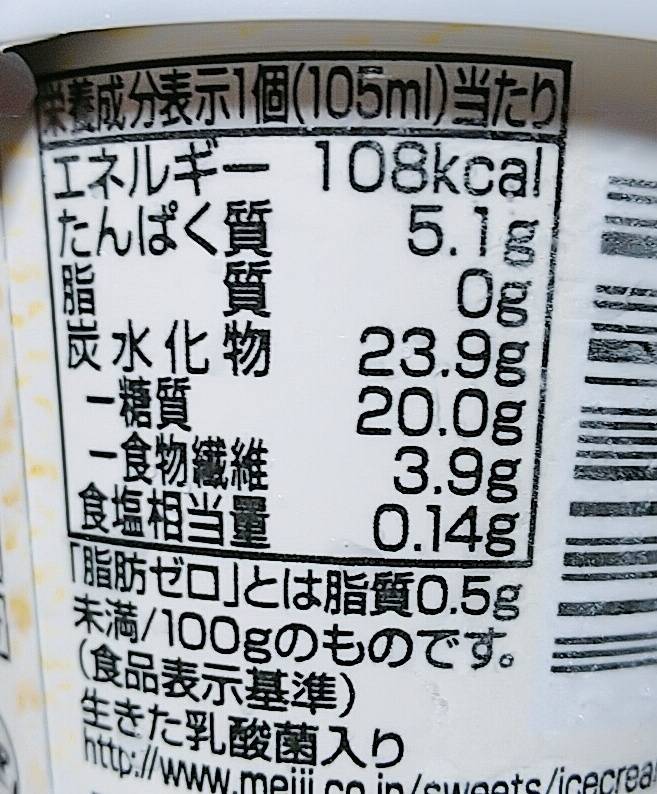 栄養成分表示1個(105ml)当たり
エネルギー 108kcal
たんぱく質 5.1g
脂質 0g
炭水化物 23.9g
ー糖質 20.0g
ー食物繊維 3.9g
食塩相当量 0.14g
「脂肪ゼロ」とは脂質0.5g
未満/100gのものです。
(食品表示基準)
生きた乳酸菌入り
http://www.meiji.co.jp/sweets/icecrea